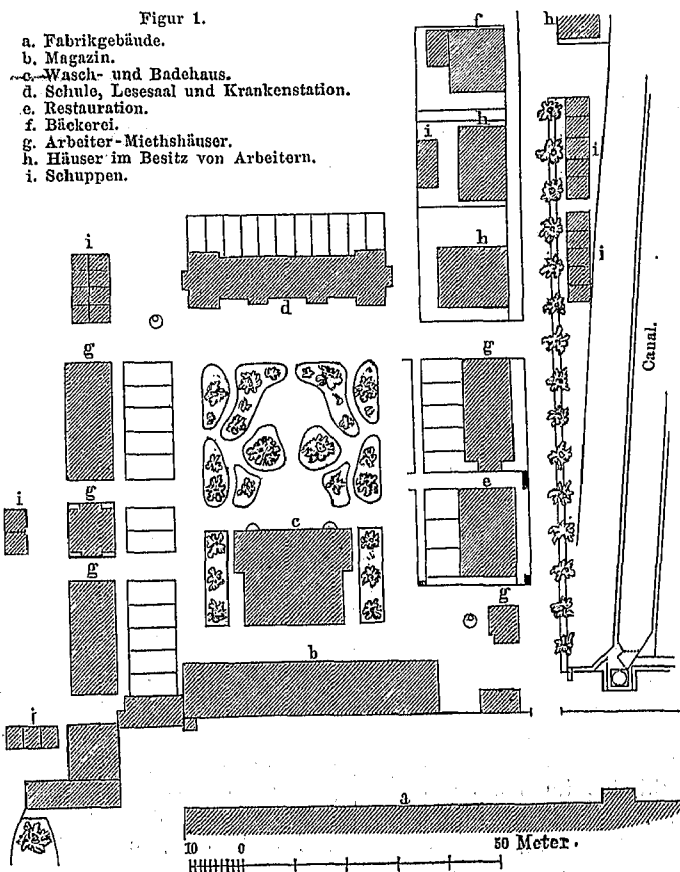 Figur 1.
a. Fabrikgebäude.
b. Magazin.
c. Wasch- und Badehaus.
d. Schule, Lesesaal und Krankenstation.
e. Restauration.
f. Bäckerei.
g. Arbeiter-Miethshäuser.
h. Häuser im Besitz von Arbeitern.
i. Schuppen.
f
h
h
i
i
h
i
i
d
g
g
Canal.
e
i
g
c
g
g
b
i
a
10 0 50 Meter.